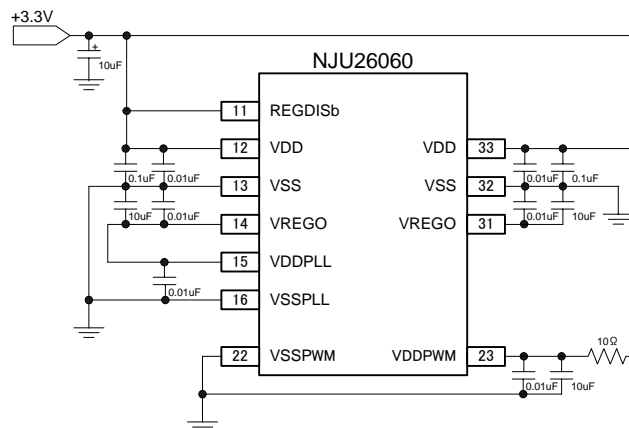 +3.3V
10uF
+
NJU26060
11 REGDISb
12 VDD
VDD 33
0.1uF
0.01uF
0.01uF
0.1uF
13 VSS
VSS 32
10uF
0.01uF
0.01uF
10uF
14 VREGO
VREGO 31
15 VDDPLL
0.01uF
16 VSSPLL
10Ω
22 VSSPWM
VDDPWM 23
0.01uF
10uF